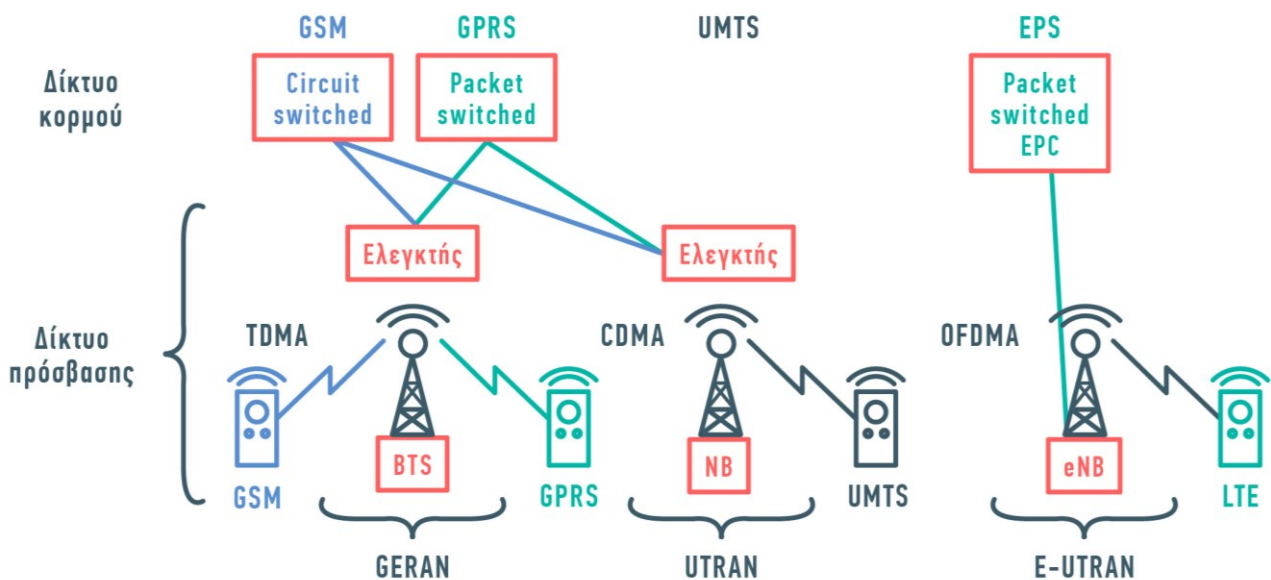 GSM
GPRS
UMTS
EPS
Δίκτυο
κορμού
Circuit
switched
Packet
switched
Packet
switched
EPC
Ελεγκτής
Ελεγκτής
Δίκτυο
πρόσβασης
TDMA
CDMA
OFDMA
BTS
NB
eNB
GSM
GPRS
UMTS
LTE
GERAN
UTRAN
E-UTRAN